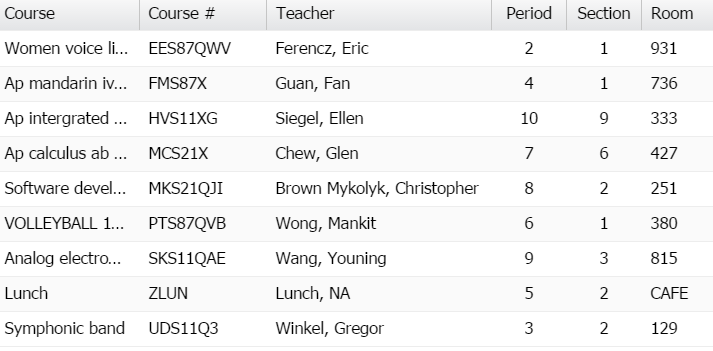 Course Course # Teacher Period Section Room
Women voice li... EES87QWV Ferencz, Eric 2 1 931
Ap mandarin iv... FMS87X Guan, Fan 4 1 736
Ap intergrated ... HVS11XG Siegel, Ellen 10 9 333
Ap calculus ab ... MCS21X Chew, Glen 7 6 427
Software devel... MKS21QJI Brown Mykolyk, Christopher 8 2 251
VOLLEYBALL 1... PTS87QVB Wong, Mankit 6 1 380
Analog electro... SKS11QAE Wang, Youning 9 3 815
Lunch ZLUN Lunch, NA 5 2 CAFE
Symphonic band UDS11Q3 Winkel, Gregor 3 2 129